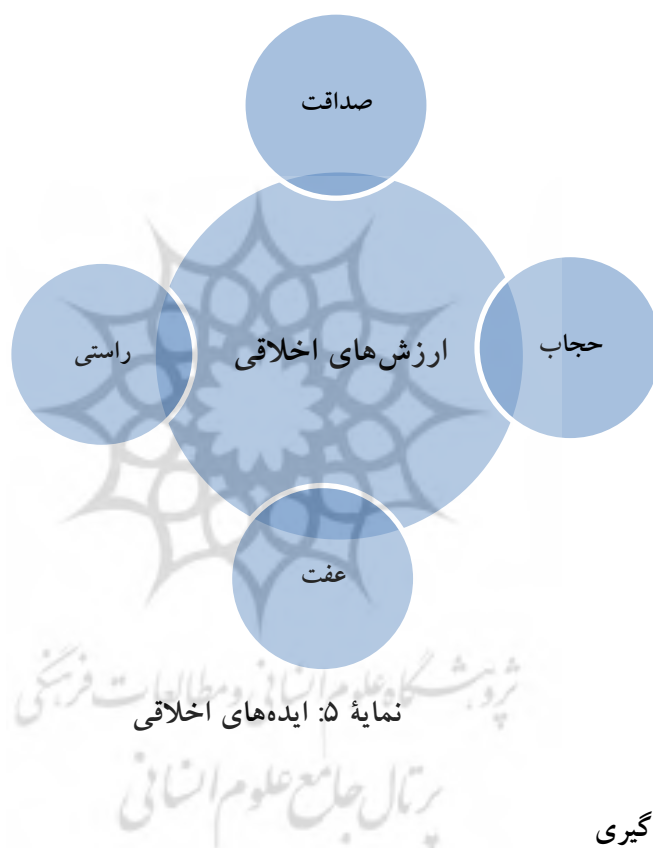 صداقت
حجاب
ارزش‌های اخلاقی
راستی
عفت
پژوهشگاه علوم انسانی و مطالعات فرهنگی
نمایهٔ ۵: ایده‌های اخلاقی
پرتال جامع علوم انسانی
گیری